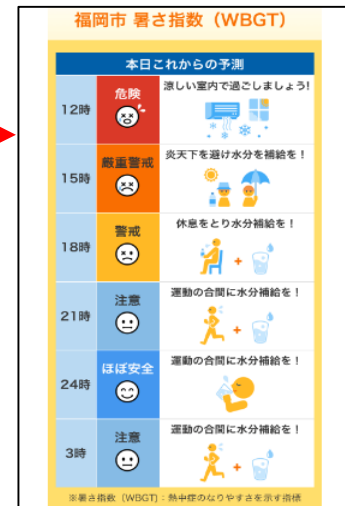 福岡市 暑さ指数（WBGT）
本日これからの予測
12時
危険
涼しい室内で過ごしましょう!
15時
厳重警戒
炎天下を避け水分を補給を！
18時
警戒
休息をとり水分補給を！
21時
注意
運動の合間に水分補給を！
24時
ほぼ安全
運動の合間に水分補給を！
3時
注意
運動の合間に水分補給を！
※暑さ指数（WBGT)：熱中症のなりやすさを示す指標